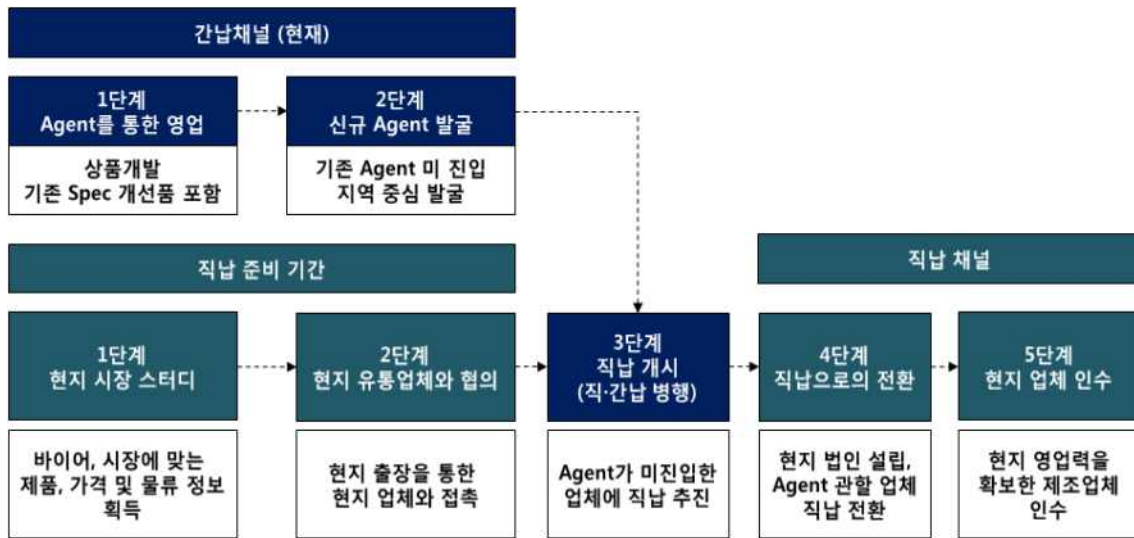 간납채널 (현재)
1단계
Agent를 통한 영업
상품개발
기존 Spec 개선품 포함
2단계
신규 Agent 발굴
기존 Agent 미 진입
지역 중심 발굴
직납 준비 기간
직납 채널
1단계
현지 시장 스터디
바이어, 시장에 맞는
제품, 가격 및 물류 정보
획득
2단계
현지 유통업체와 협의
현지 출장을 통한
현지 업체와 접촉
3단계
직납 개시
(직·간납 병행)
Agent가 미진입한
업체에 직납 추진
4단계
직납으로의 전환
현지 법인 설립,
Agent 관할 업체
직납 전환
5단계
현지 업체 인수
현지 영업력을
확보한 제조업체
인수